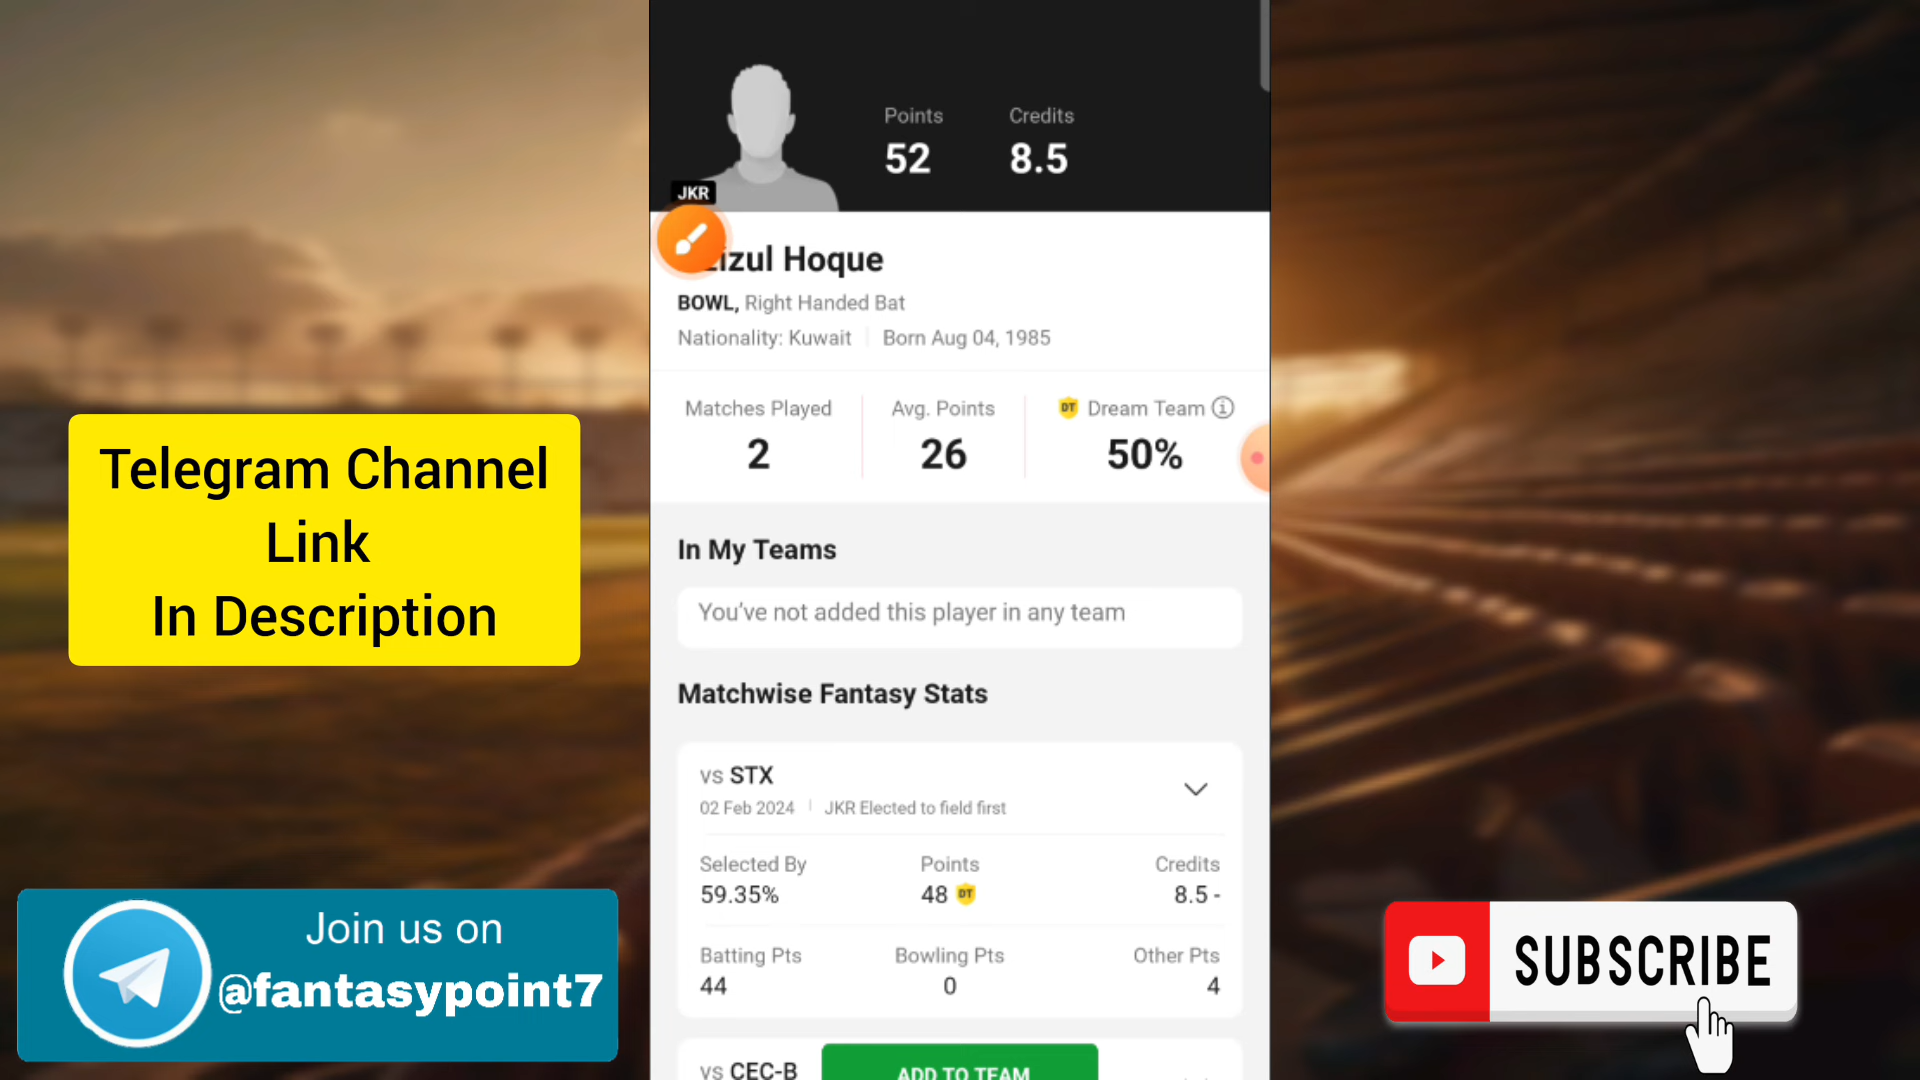 Points
Credits
52
8.5
JKR
izul Hoque
BOWL, Right Handed Bat
Nationality: Kuwait
Born Aug 04, 1985
Matches Played
Avg. Points
DT Dream Team
2
26
50%
In My Teams
You've not added this player in any team
Matchwise Fantasy Stats
vs STX
02 Feb 2024
JKR Elected to field first
Selected By
Points
Credits
59.35%
48 DT
8.5 -
Batting Pts
Bowling Pts
Other Pts
44
0
4
vs CEC-B
ADD TO TEAM
Telegram Channel
Link
In Description
Join us on
@fantasypoint7
SUBSCRIBE